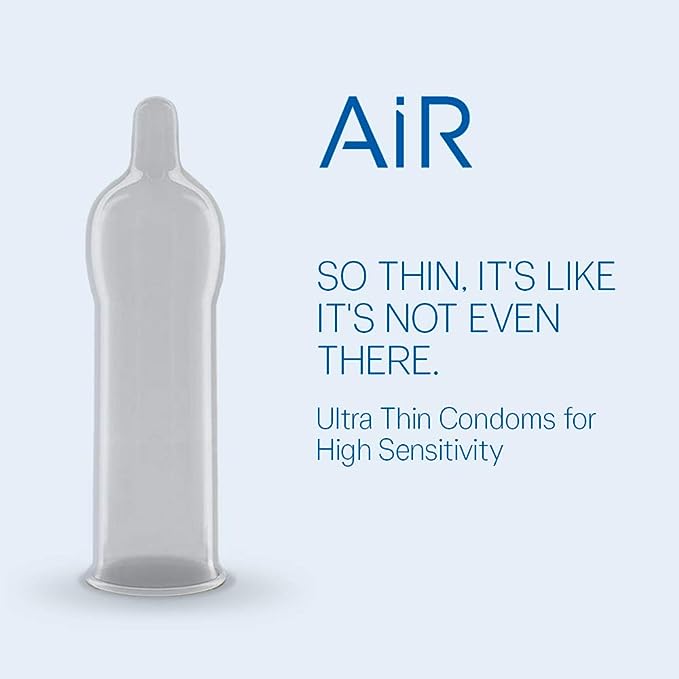 AiR
SO THIN, IT'S LIKE
IT'S NOT EVEN
THERE.
Ultra Thin Condoms for
High Sensitivity